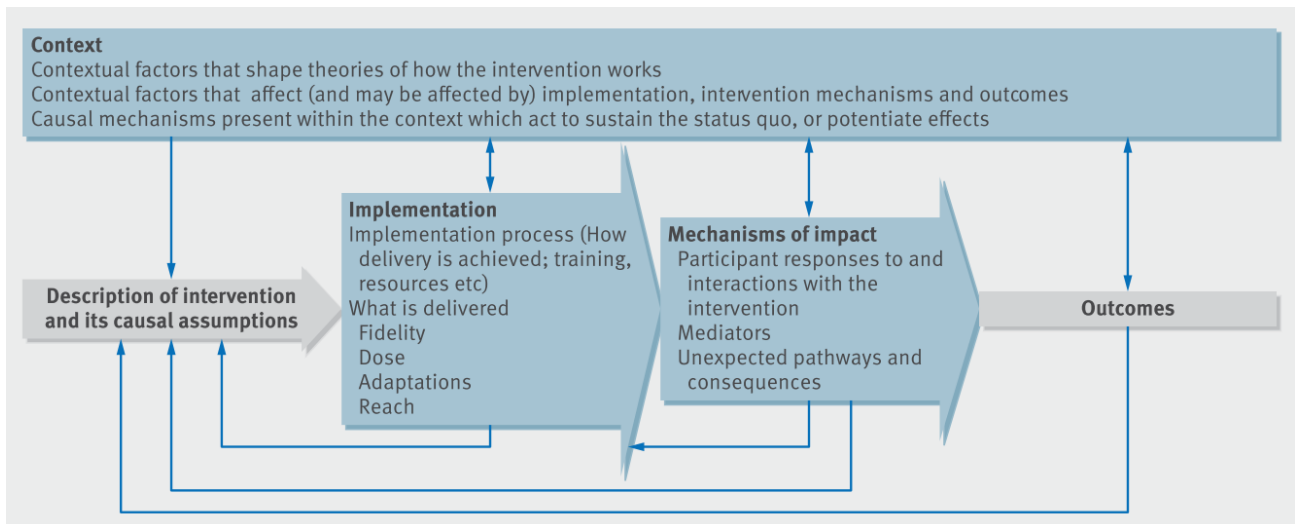 Context
Contextual factors that shape theories of how the intervention works
Contextual factors that affect (and may be affected by) implementation, intervention mechanisms and outcomes
Causal mechanisms present within the context which act to sustain the status quo, or potentiate effects
Description of intervention
and its causal assumptions
Implementation
Implementation process (How
delivery is achieved; training,
resources etc)
What is delivered
Fidelity
Dose
Adaptations
Reach
Mechanisms of impact
Participant responses to and
interactions with the
intervention
Mediators
Unexpected pathways and
consequences
Outcomes